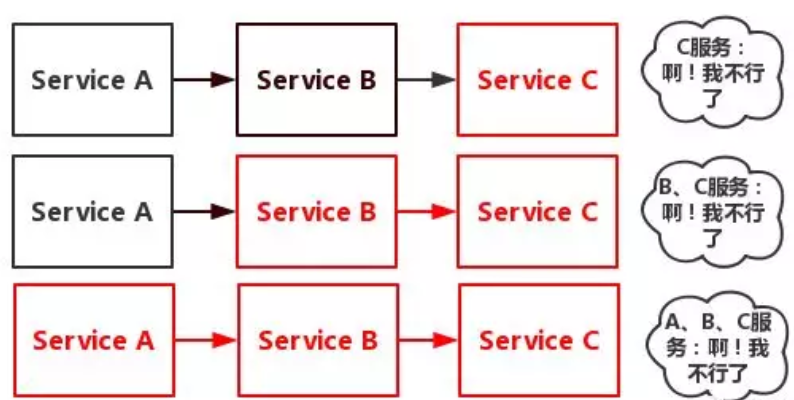 Service A
Service B
Service C
C服务：
啊！我不行
了
Service A
Service B
Service C
B、C服务：
啊！我不行
了
Service A
Service B
Service C
A、B、C服
务：啊！我
不行了